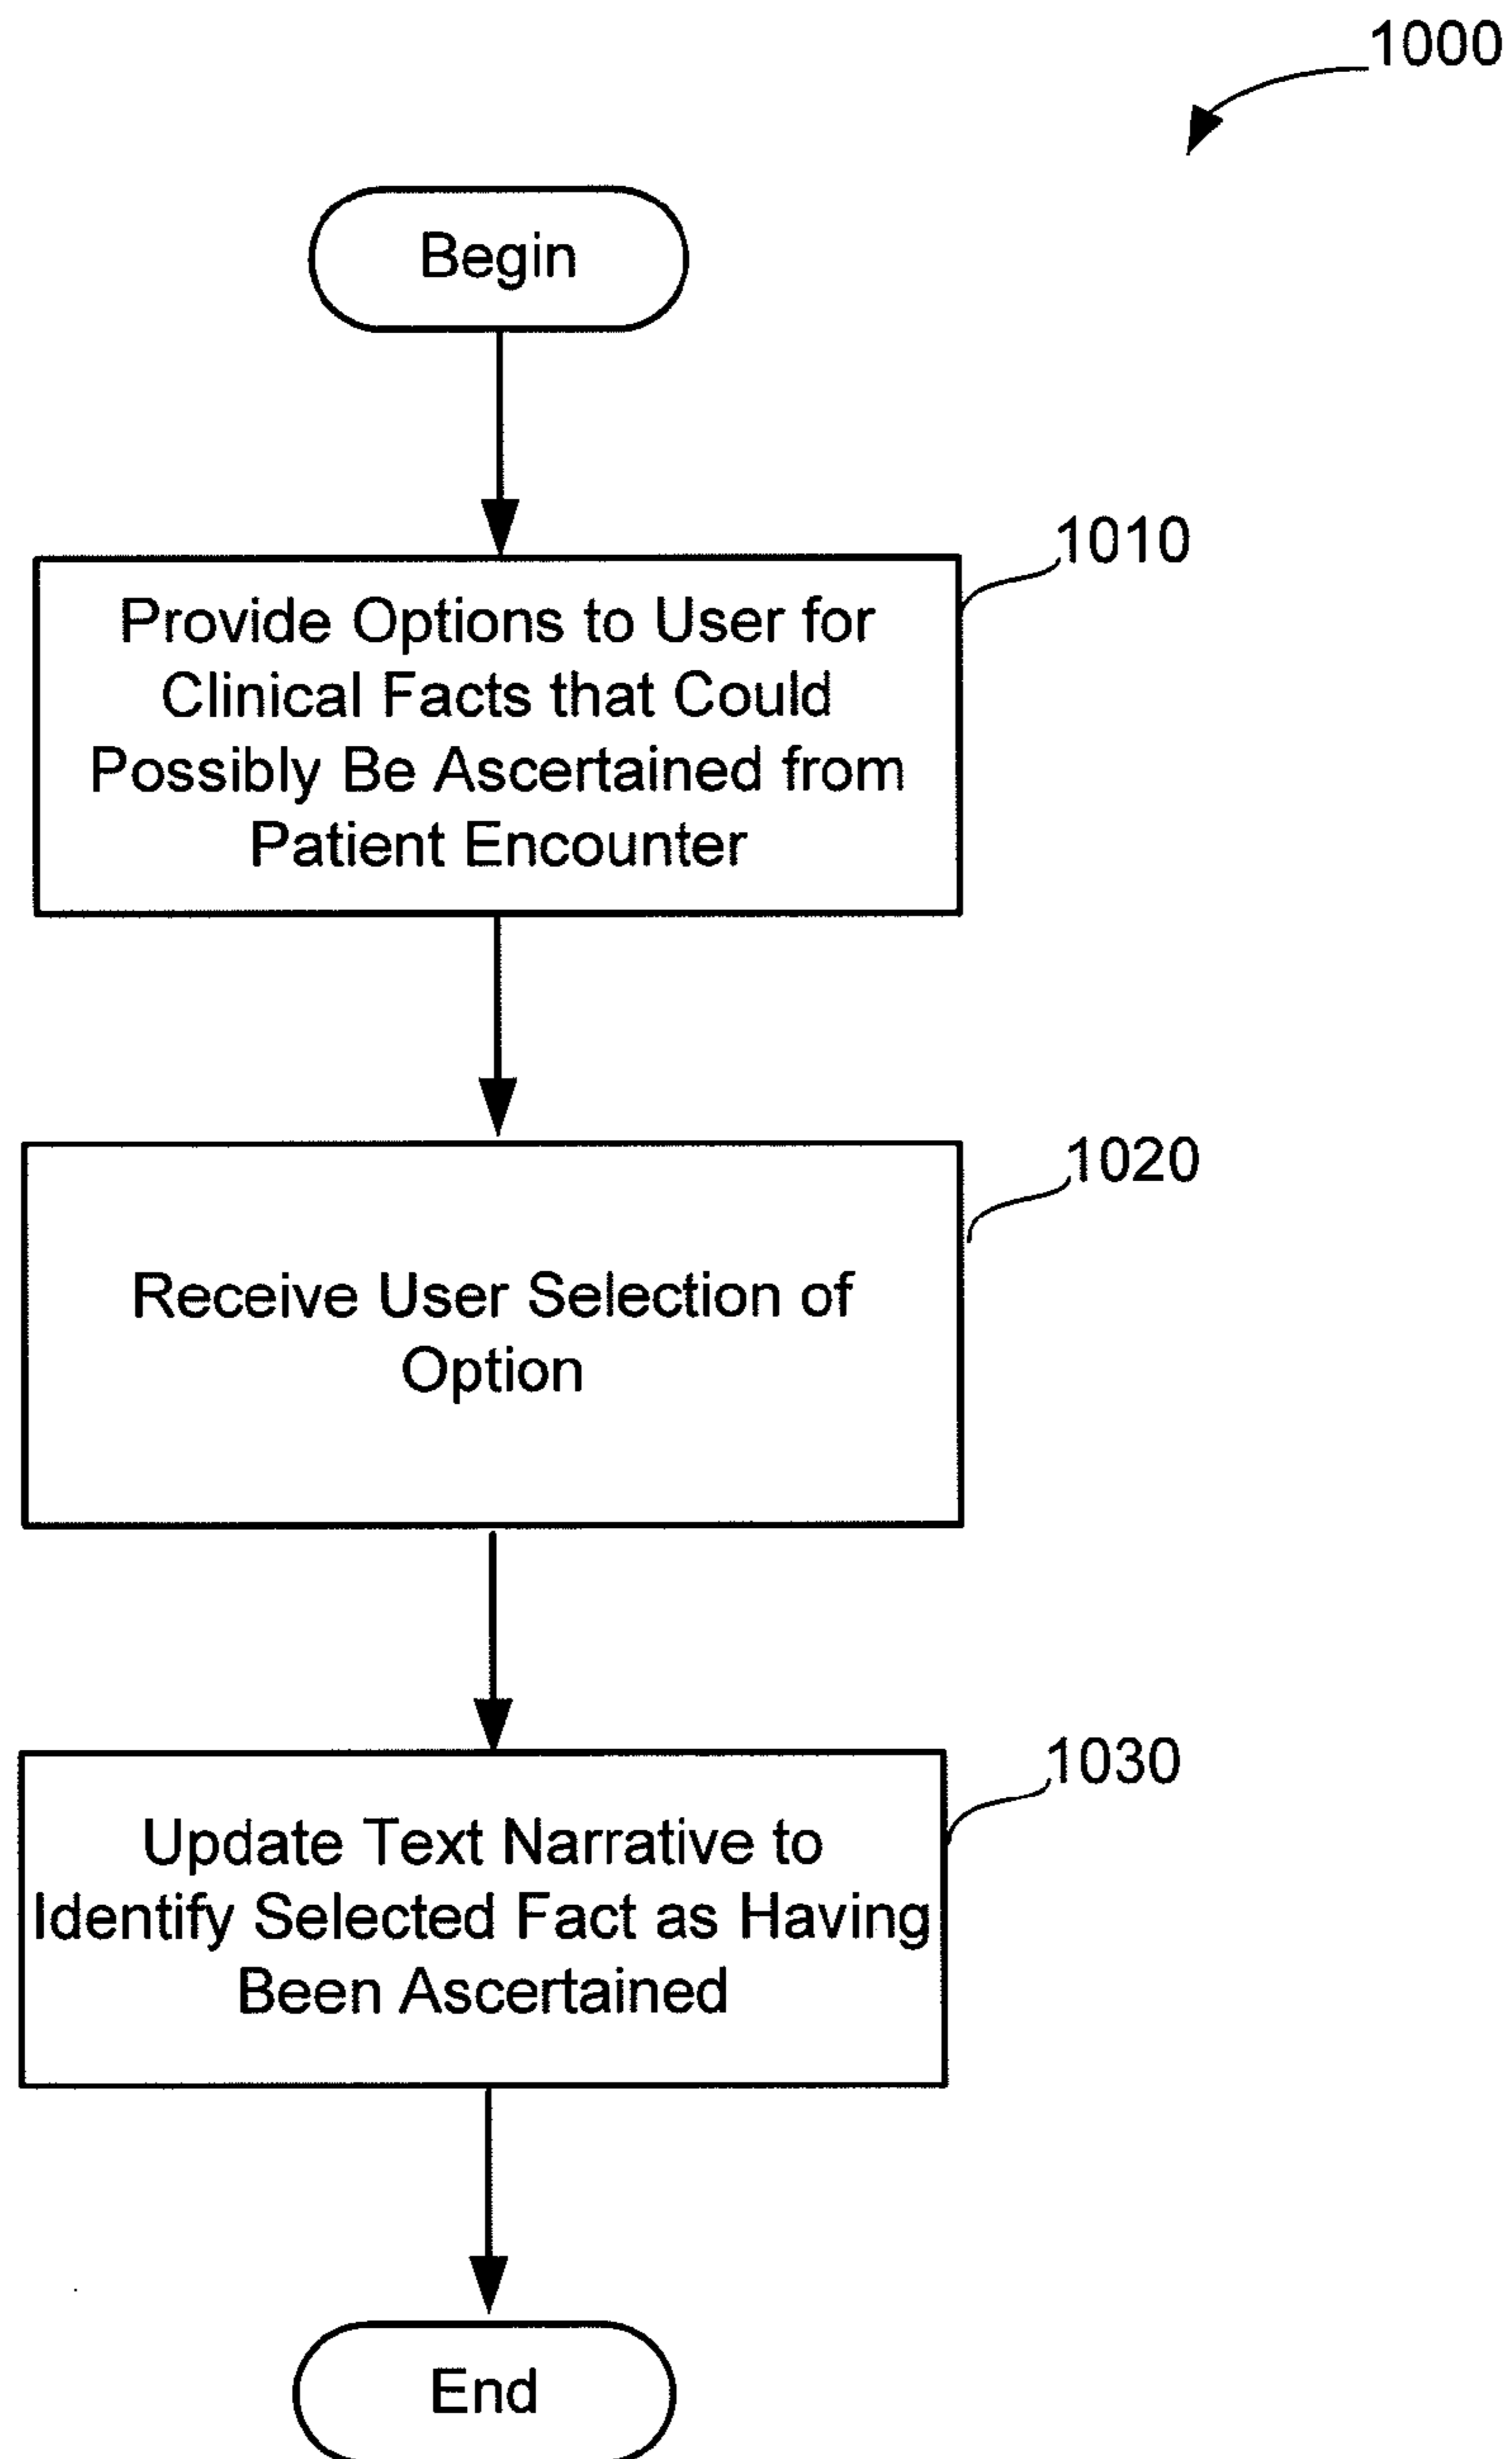 1000
Begin
1010
Provide Options to User for
Clinical Facts that Could
Possibly Be Ascertained from
Patient Encounter
1020
Receive User Selection of
Option
1030
Update Text Narrative to
Identify Selected Fact as Having
Been Ascertained
End